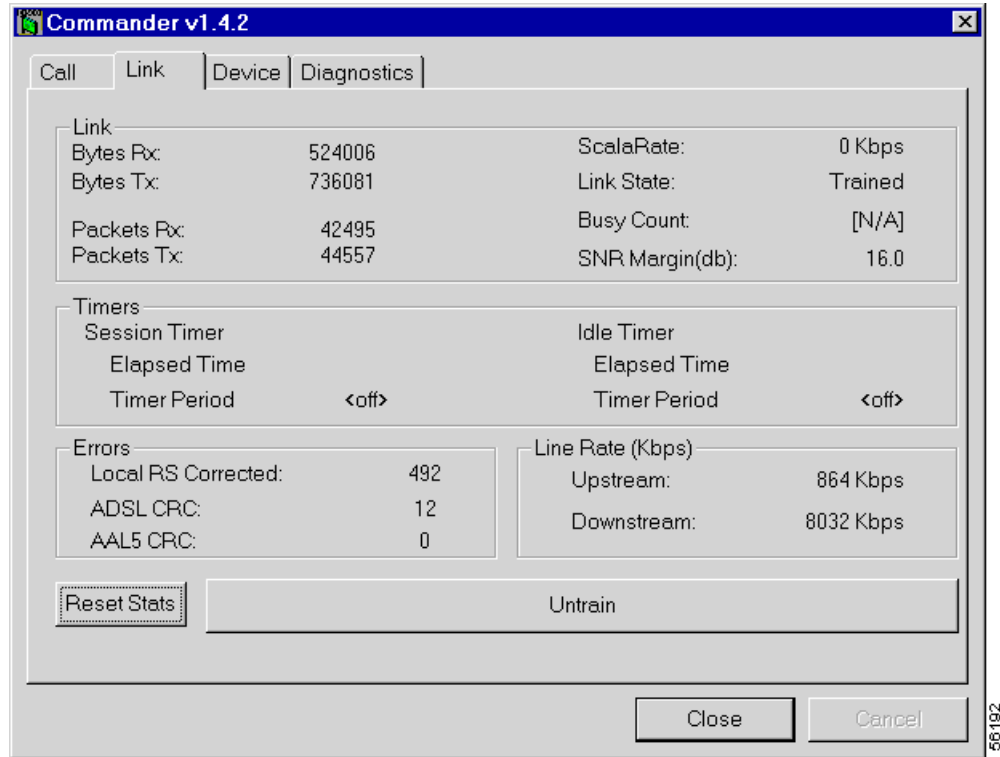 Commander v1.4.2
Call Link Device Diagnostics
Link
Bytes Rx: 524006
Bytes Tx: 736081
Packets Rx: 42495
Packets Tx: 44557
ScalaRate: 0 Kbps
Link State: Trained
Busy Count: [N/A]
SNR Margin(db): 16.0
Timers
Session Timer
Elapsed Time
Timer Period <off>
Idle Timer
Elapsed Time
Timer Period <off>
Errors
Local RS Corrected: 492
ADSL CRC: 12
AAL5 CRC: 0
Line Rate (Kbps)
Upstream: 864 Kbps
Downstream: 8032 Kbps
Reset Stats
Untrain
Close
Cancel
56192